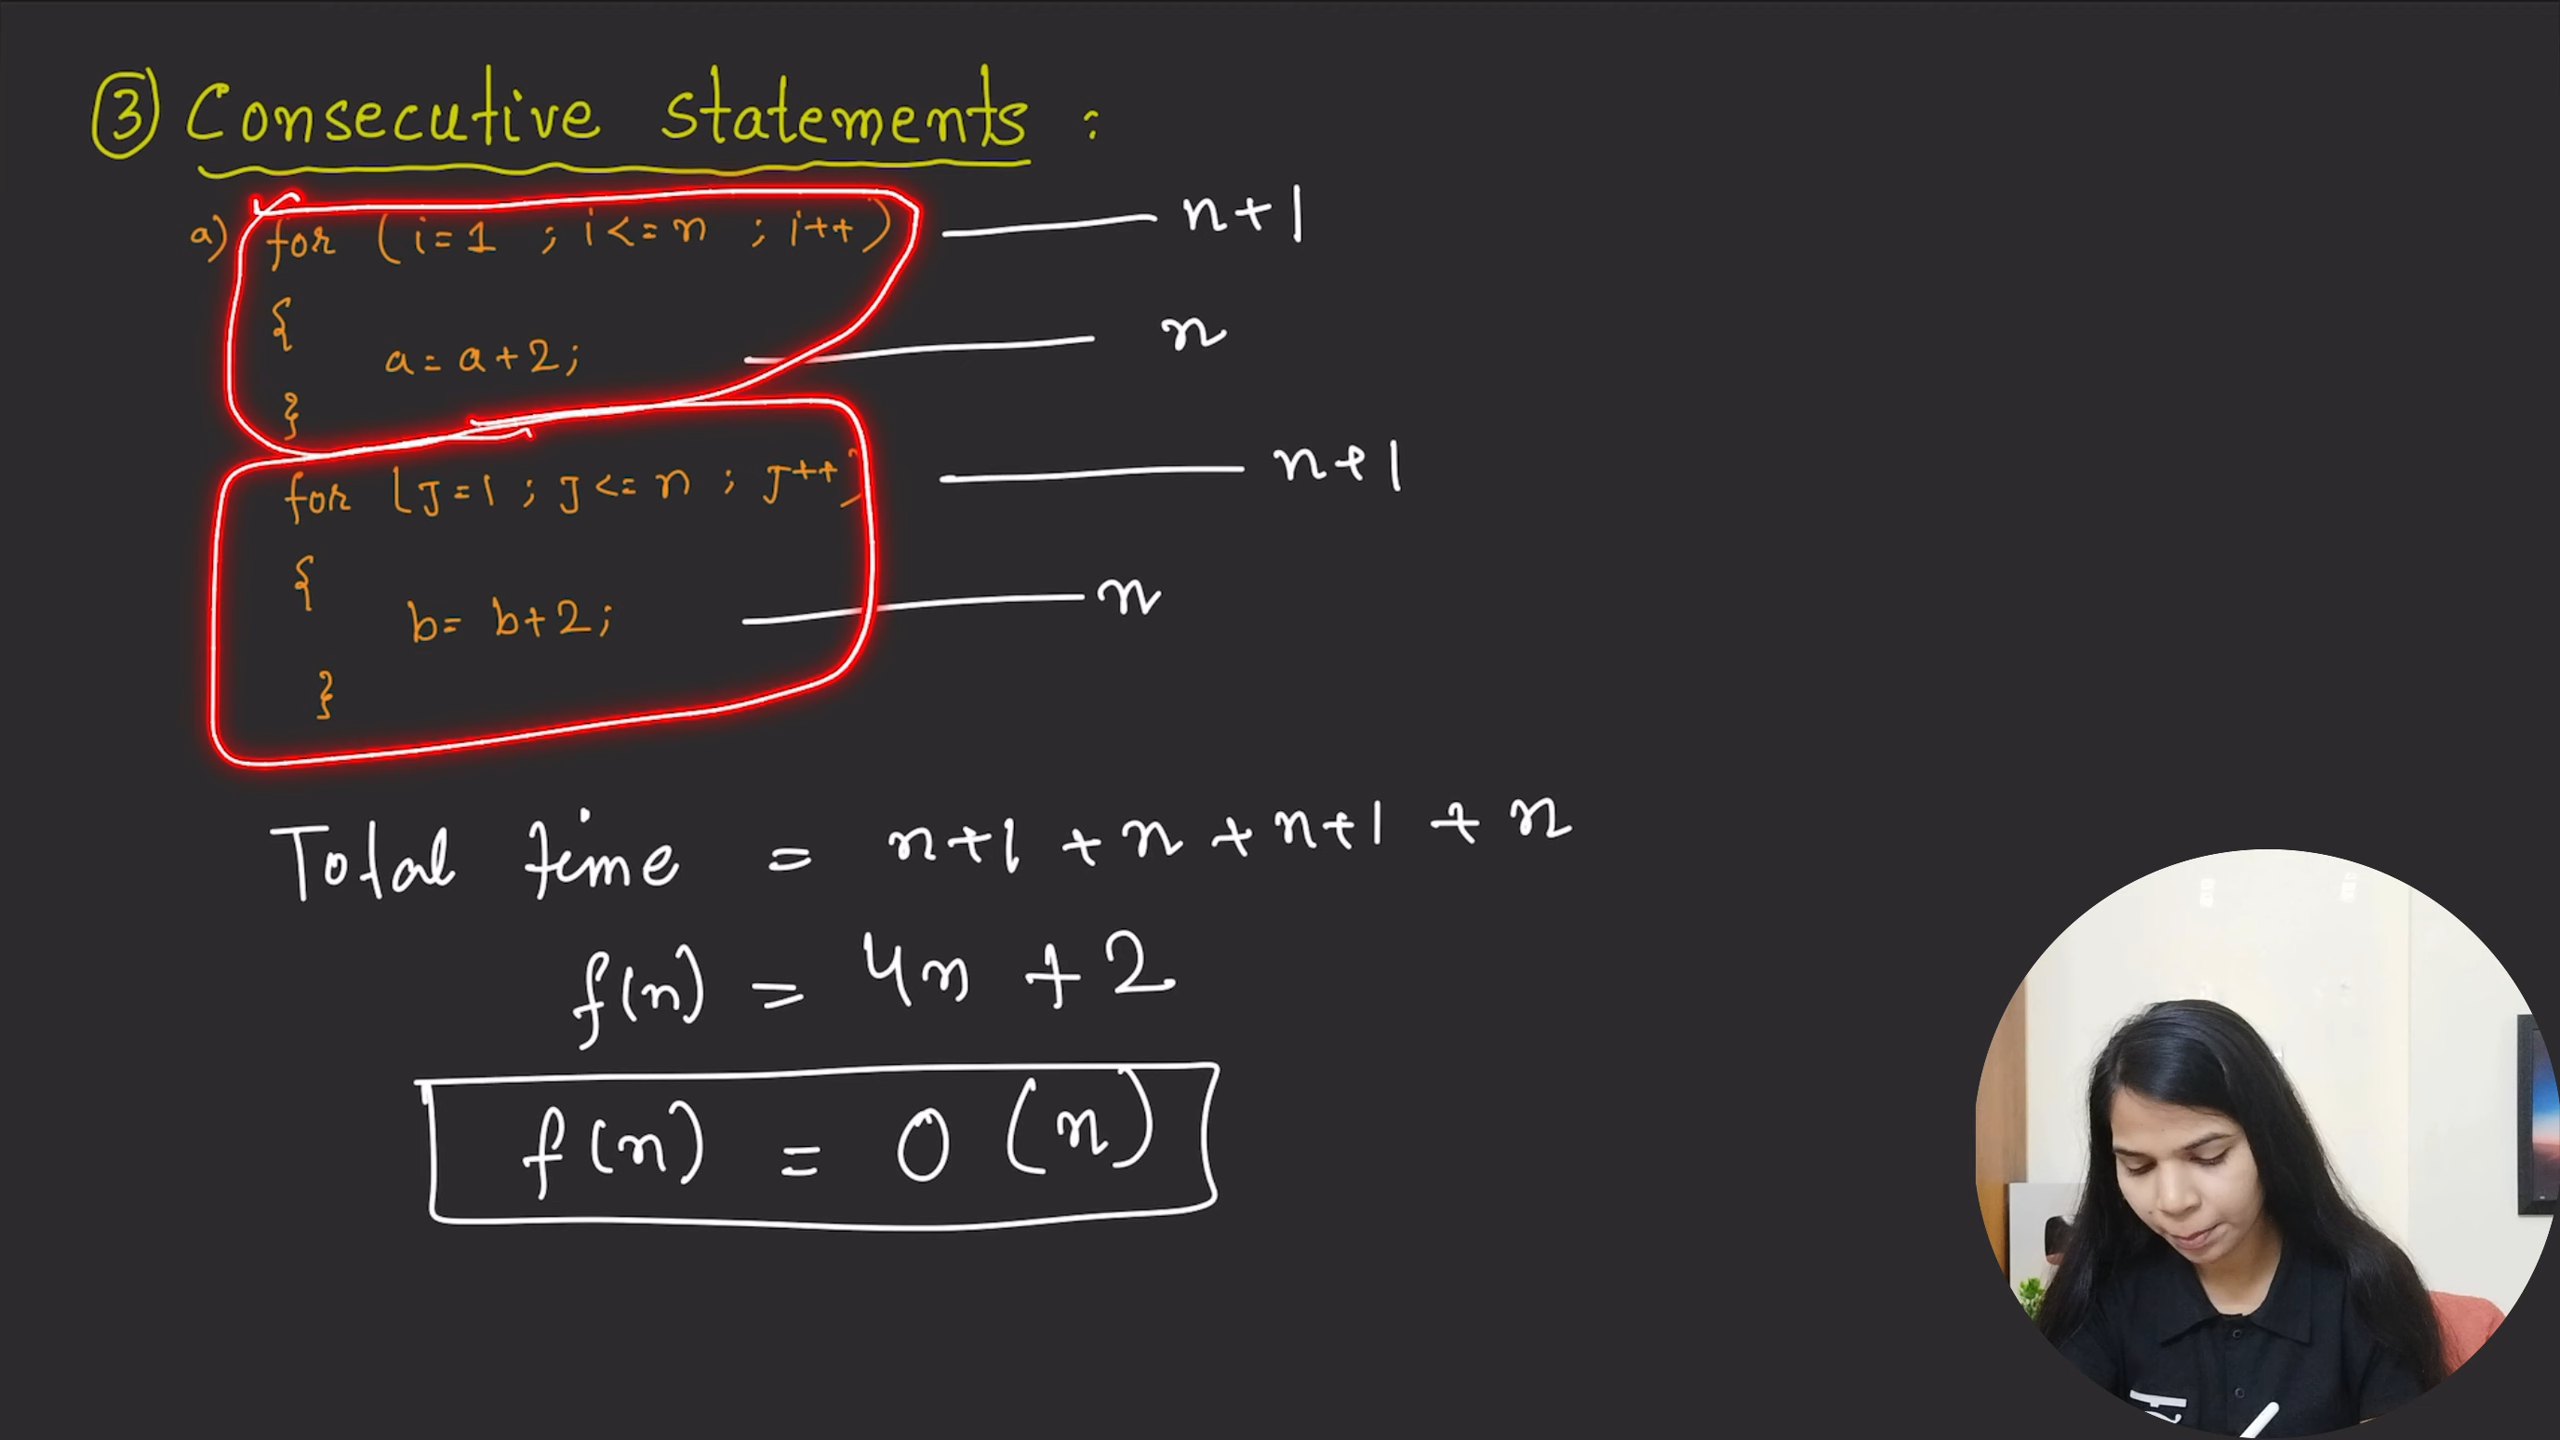 ③ Consecutive statements :
a) for (i=1 ; i<=n ; i++) n+1
{
a=a+2; n
}
for (J=1 ; J<=n ; J++) n+1
{
b= b+2; n
}
Total time = n+1 + n + n+1 + n
f(n) = 4n + 2
f(n) = O (n)